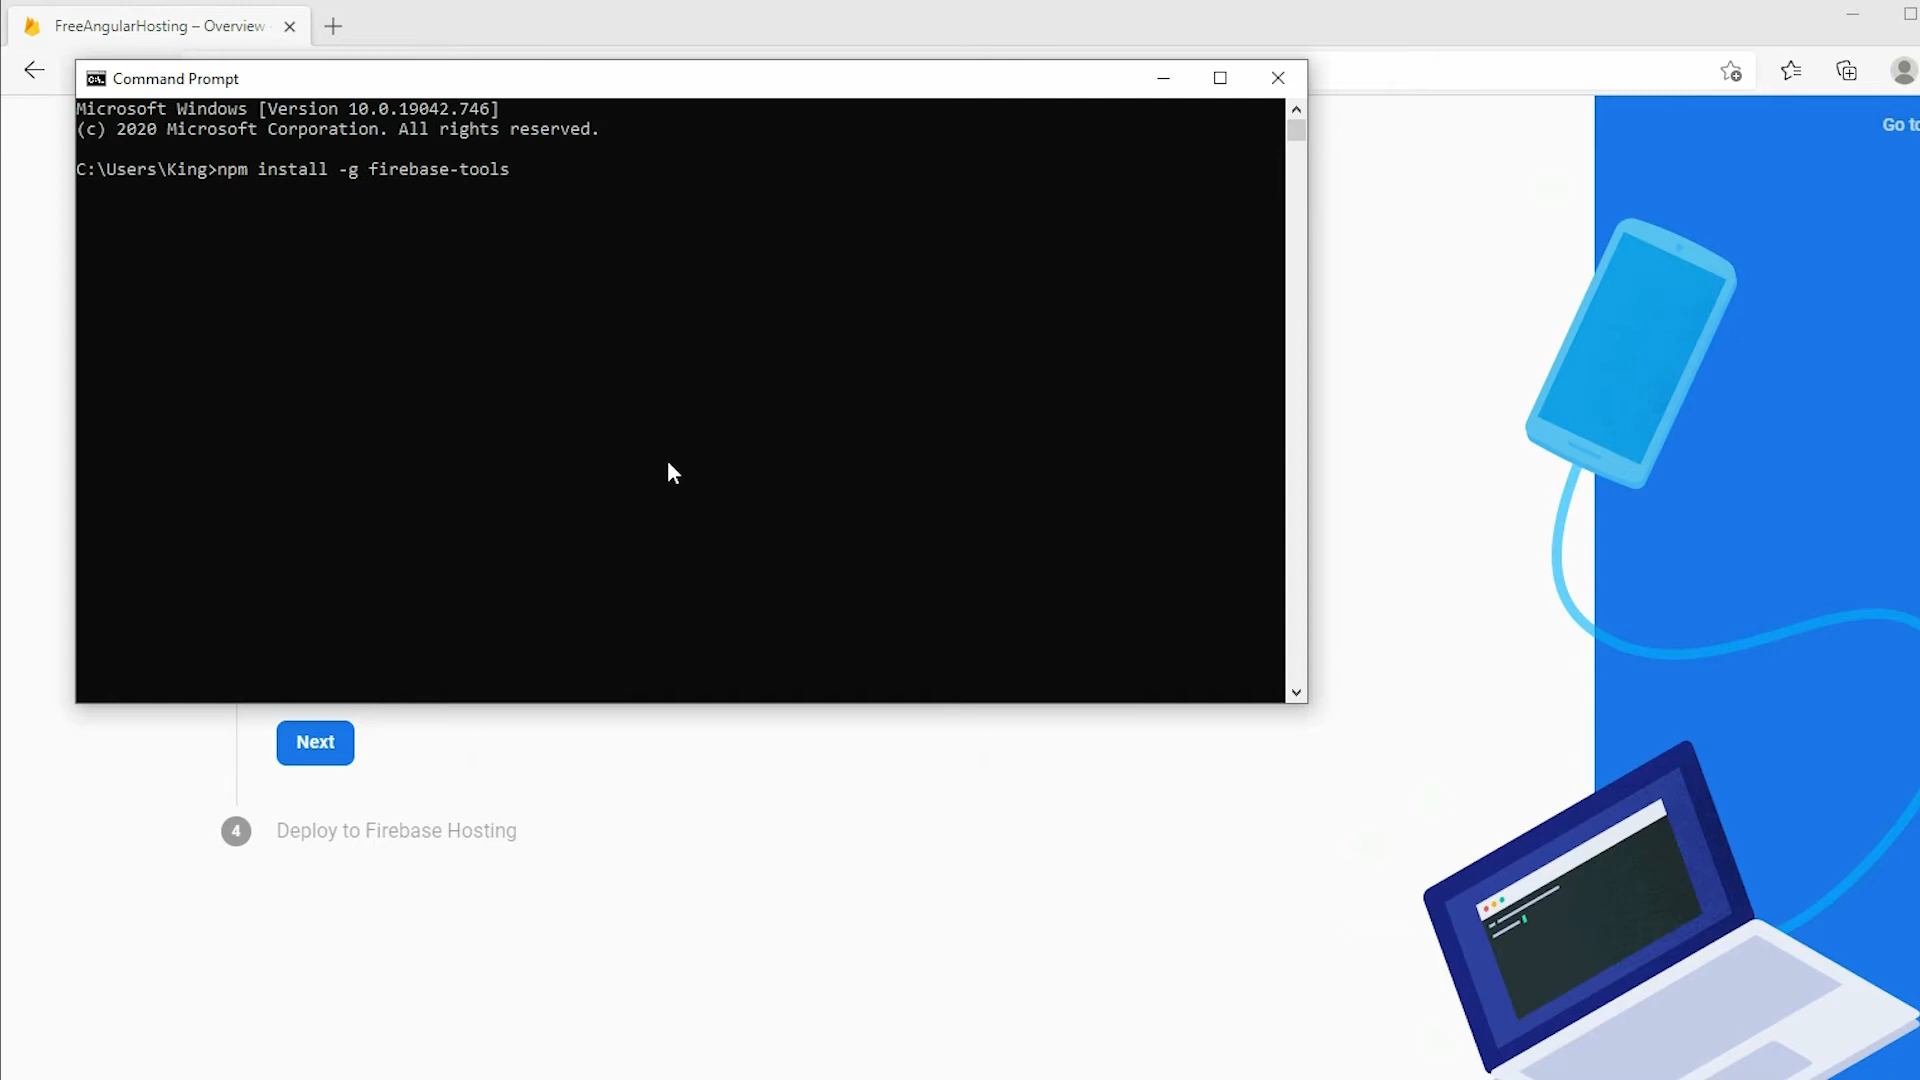 FreeAngularHosting – Overview
Command Prompt
Microsoft Windows [Version 10.0.19042.746]
(c) 2020 Microsoft Corporation. All rights reserved.
C:\Users\King>npm install -g firebase-tools
Go to
Next
4 Deploy to Firebase Hosting